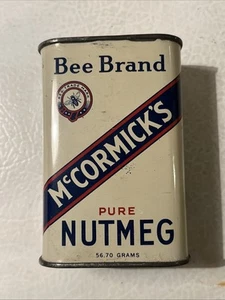 Bee Brand
McCORMICK'S
PURE
NUTMEG
56.70 GRAMS